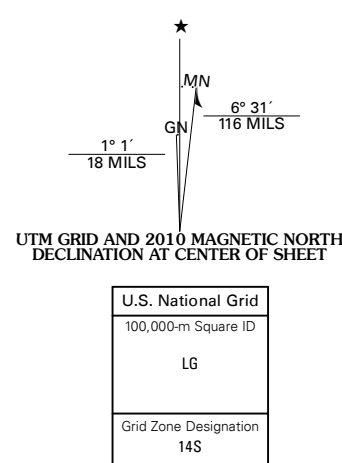 ★
MN
GN
6° 31´
116 MILS
1° 1´
18 MILS
UTM GRID AND 2010 MAGNETIC NORTH
DECLINATION AT CENTER OF SHEET
U.S. National Grid
100,000-m Square ID
LG
Grid Zone Designation
14S